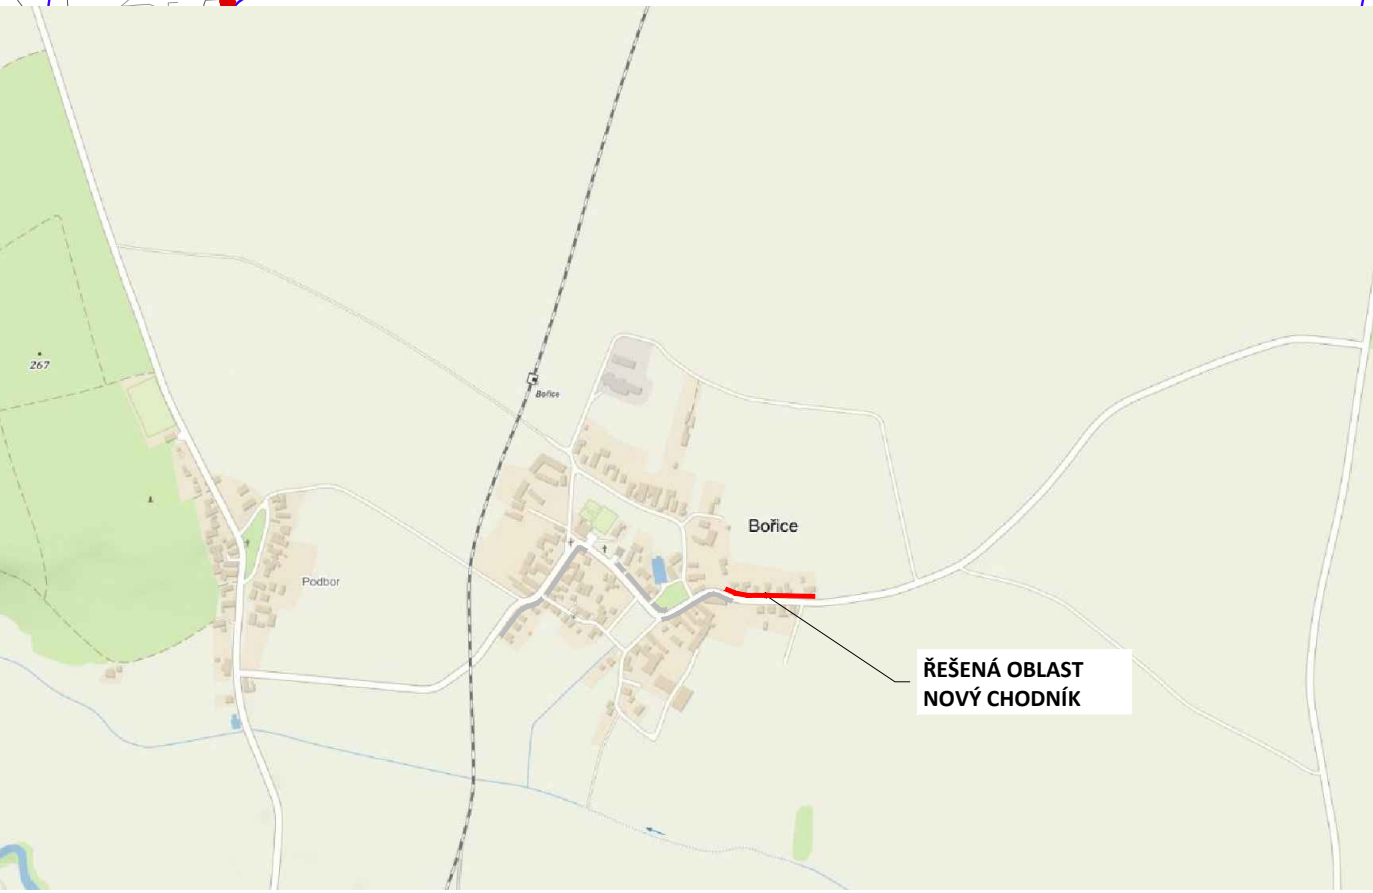 267
Bořice
Bořice
Podbor
ŘEŠENÁ OBLAST
NOVÝ CHODNÍK